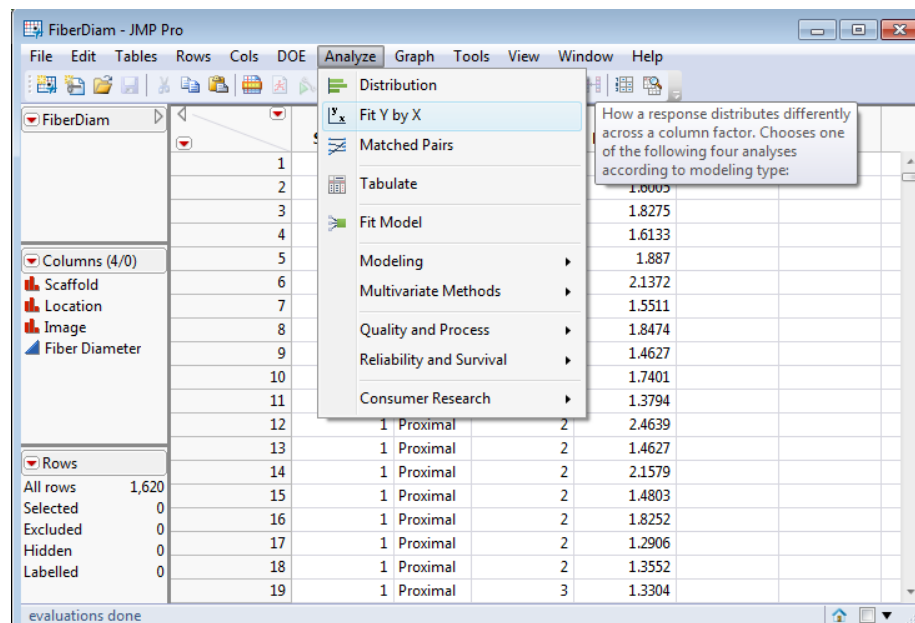 FiberDiam - JMP Pro
File Edit Tables Rows Cols DOE Analyze Graph Tools View Window Help
FiberDiam
Distribution
Fit Y by X
Matched Pairs
Tabulate
Fit Model
Modeling
Multivariate Methods
Quality and Process
Reliability and Survival
Consumer Research
How a response distributes differently
across a column factor. Chooses one
of the following four analyses
according to modeling type:
Columns (4/0)
Scaffold
Location
Image
Fiber Diameter
Rows
All rows 1,620
Selected 0
Excluded 0
Hidden 0
Labelled 0
1
2 1.6005
3 1.8275
4 1.6133
5 1.887
6 2.1372
7 1.5511
8 1.8474
9 1.4627
10 1.7401
11 1.3794
12 1 Proximal 2 2.4639
13 1 Proximal 2 1.4627
14 1 Proximal 2 2.1579
15 1 Proximal 2 1.4803
16 1 Proximal 2 1.8252
17 1 Proximal 2 1.2906
18 1 Proximal 2 1.3552
19 1 Proximal 3 1.3304
evaluations done